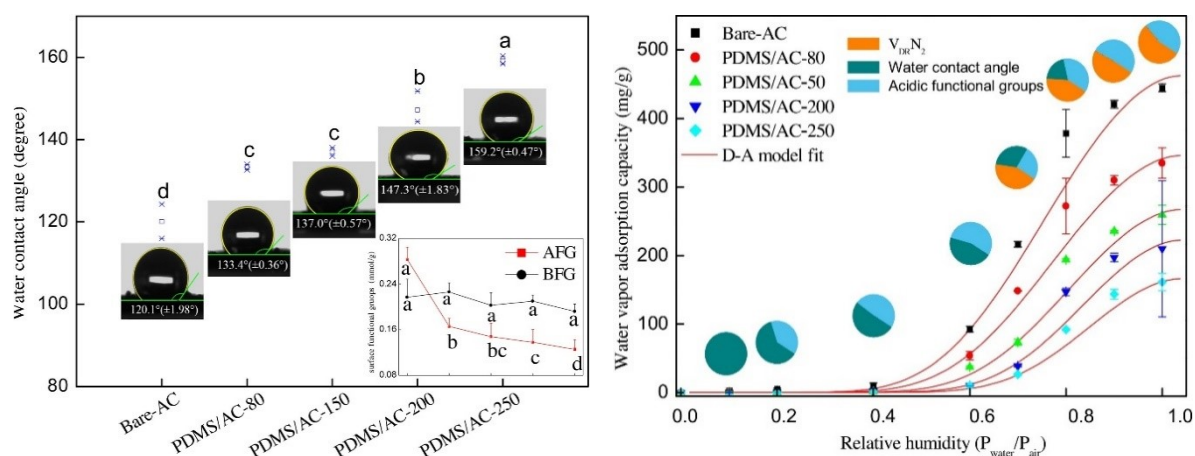 160
140
120
100
80
Water contact angle (degree)
a
b
c
c
d
159.2°(±0.47°)
147.3°(±1.83°)
137.0°(±0.57°)
133.4°(±0.36°)
120.1°(±1.98°)
0.32
0.24
0.16
0.08
surface functional groups (mmol/g)
AFG
BFG
a
a
a
a
a
a
b
bc
c
d
Bare-AC
PDMS/AC-80
PDMS/AC-150
PDMS/AC-200
PDMS/AC-250
500
400
300
200
100
0
Water vapor adsorption capacity (mg/g)
Bare-AC
PDMS/AC-80
PDMS/AC-50
PDMS/AC-200
PDMS/AC-250
D-A model fit
V_DR N₂
Water contact angle
Acidic functional groups
0.0 0.2 0.4 0.6 0.8 1.0
Relative humidity (P_water/P_air)